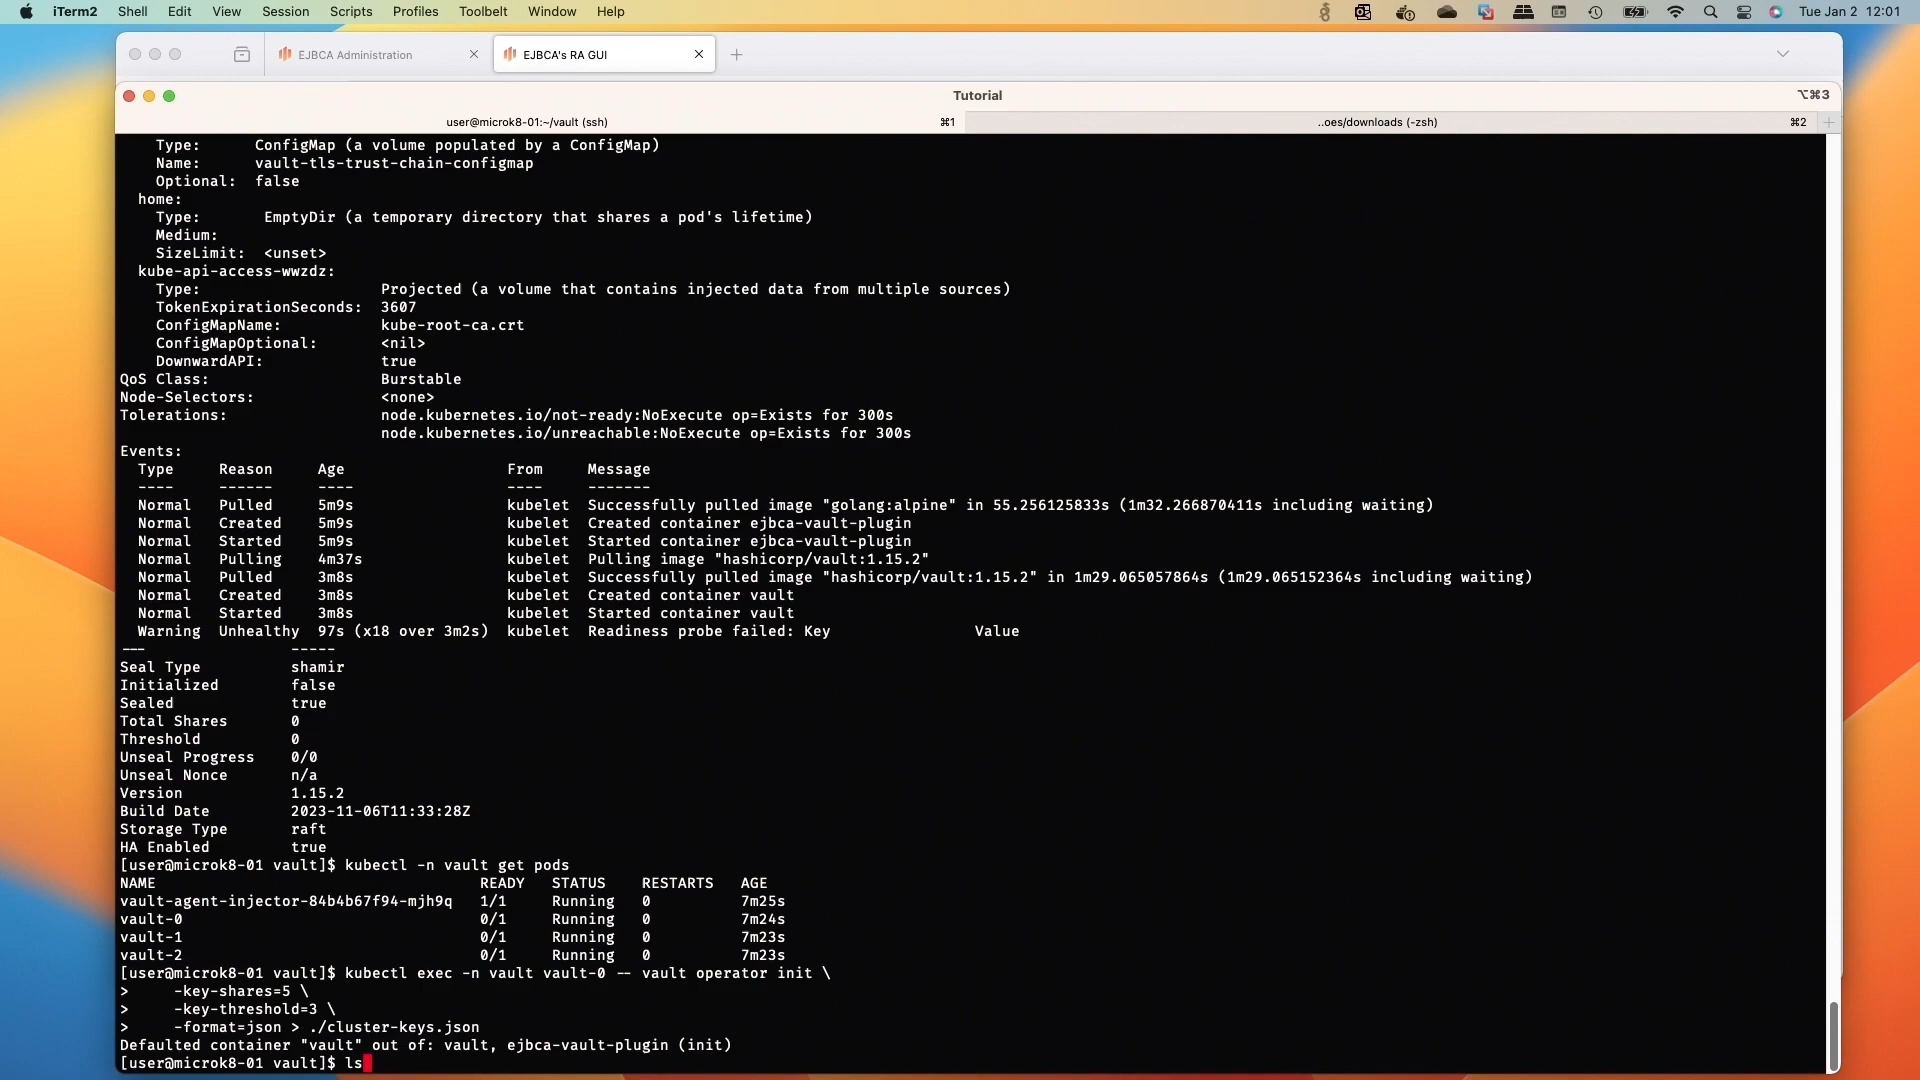 iTerm2 Shell Edit View Session Scripts Profiles Toolbelt Window Help Tue Jan 2 12:01
EJBCA Administration EJBCA's RA GUI
Tutorial ⌥⌘3
user@microk8-01:~/vault (ssh) ⌘1 ..oes/downloads (-zsh) ⌘2
Type: ConfigMap (a volume populated by a ConfigMap)
Name: vault-tls-trust-chain-configmap
Optional: false
home:
Type: EmptyDir (a temporary directory that shares a pod's lifetime)
Medium:
SizeLimit: <unset>
kube-api-access-wwzdz:
Type: Projected (a volume that contains injected data from multiple sources)
TokenExpirationSeconds: 3607
ConfigMapName: kube-root-ca.crt
ConfigMapOptional: <nil>
DownwardAPI: true
QoS Class: Burstable
Node-Selectors: <none>
Tolerations: node.kubernetes.io/not-ready:NoExecute op=Exists for 300s
node.kubernetes.io/unreachable:NoExecute op=Exists for 300s
Events:
Type Reason Age From Message
---- ------ ---- ---- -------
Normal Pulled 5m9s kubelet Successfully pulled image "golang:alpine" in 55.256125833s (1m32.266870411s including waiting)
Normal Created 5m9s kubelet Created container ejbca-vault-plugin
Normal Started 5m9s kubelet Started container ejbca-vault-plugin
Normal Pulling 4m37s kubelet Pulling image "hashicorp/vault:1.15.2"
Normal Pulled 3m8s kubelet Successfully pulled image "hashicorp/vault:1.15.2" in 1m29.065057864s (1m29.065152364s including waiting)
Normal Created 3m8s kubelet Created container vault
Normal Started 3m8s kubelet Started container vault
Warning Unhealthy 97s (x18 over 3m2s) kubelet Readiness probe failed: Key Value
--- -----
Seal Type shamir
Initialized false
Sealed true
Total Shares 0
Threshold 0
Unseal Progress 0/0
Unseal Nonce n/a
Version 1.15.2
Build Date 2023-11-06T11:33:28Z
Storage Type raft
HA Enabled true
[user@microk8-01 vault]$ kubectl -n vault get pods
NAME READY STATUS RESTARTS AGE
vault-agent-injector-84b4b67f94-mjh9q 1/1 Running 0 7m25s
vault-0 0/1 Running 0 7m24s
vault-1 0/1 Running 0 7m23s
vault-2 0/1 Running 0 7m23s
[user@microk8-01 vault]$ kubectl exec -n vault vault-0 -- vault operator init \
> -key-shares=5 \
> -key-threshold=3 \
> -format=json > ./cluster-keys.json
Defaulted container "vault" out of: vault, ejbca-vault-plugin (init)
[user@microk8-01 vault]$ ls